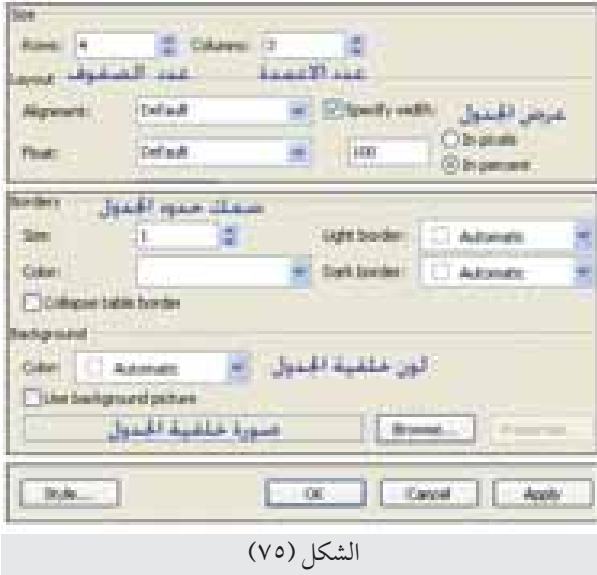 Size
Rows: 4 Columns: 3
Layout عدد الصفوف عدد الاعمدة
Alignment: Default Specify width: عرض الجدول
Float: Default 100 In pixels
In percent
Borders سمك حدود الجدول
Size: 1 Light border: Automatic
Color: Dark border: Automatic
Collapse table border
Background
Color: Automatic لون خلفية الجدول
Use background picture
صورة خلفية الجدول Browse... Properties...
Style... OK Cancel Apply
الشكل (٧٥)